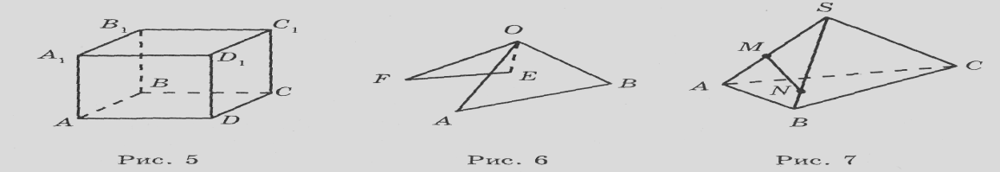 B₁ C₁
A₁ D₁
B C
A D
Рис. 5
O
F E B
A
Рис. 6
S
M
A N C
B
Рис. 7